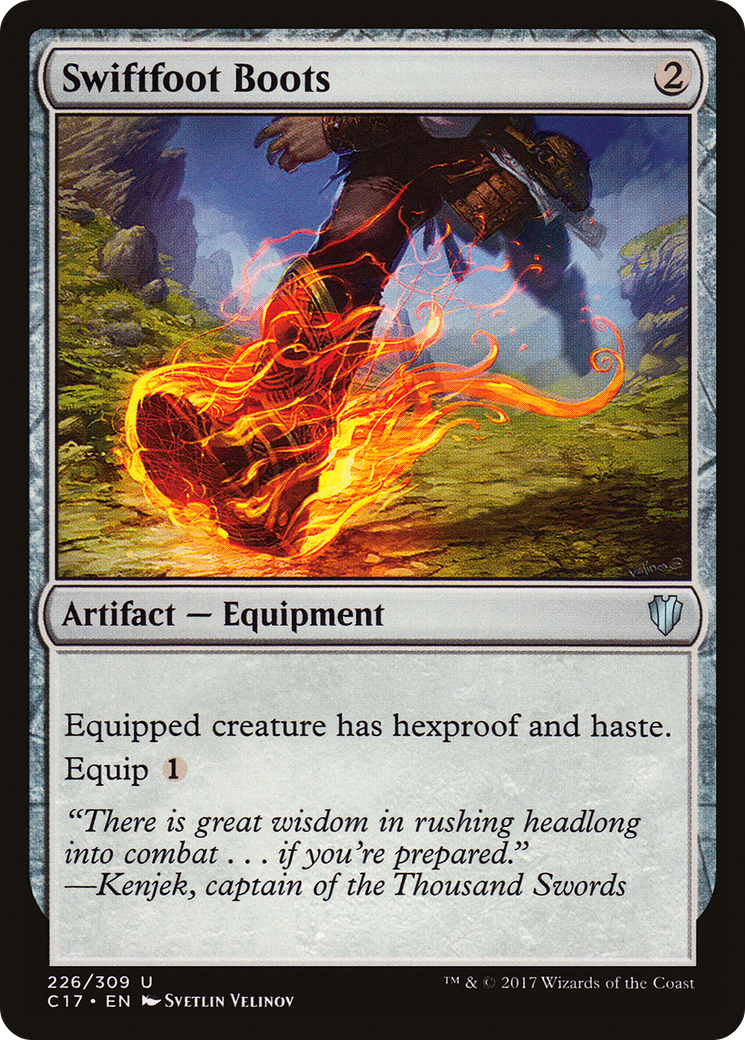 Swiftfoot Boots 2
Velinov
Artifact — Equipment
Equipped creature has hexproof and haste.
Equip 1
“There is great wisdom in rushing headlong
into combat . . . if you’re prepared.”
—Kenjek, captain of the Thousand Swords
226/309 U
™ & © 2017 Wizards of the Coast
C17 • EN Svetlin Velinov